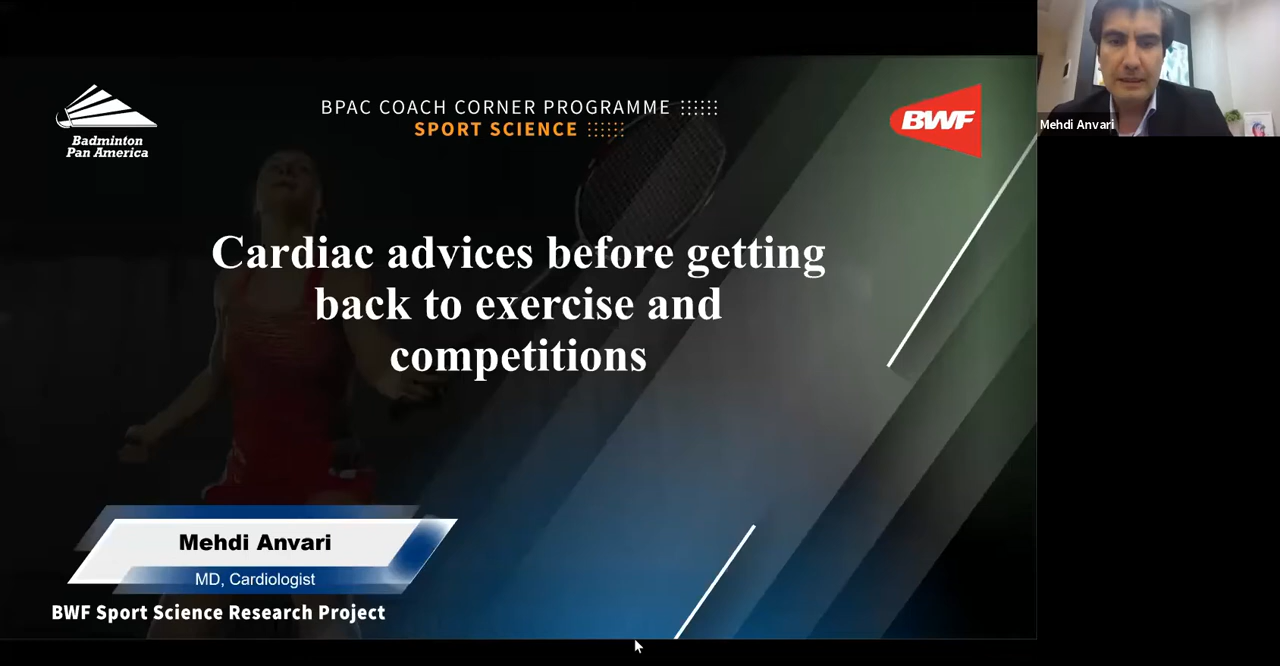 BPAC COACH CORNER PROGRAMME
SPORT SCIENCE
Badminton
Pan America
BWF
Mehdi Anvari
Cardiac advices before getting
back to exercise and
competitions
Mehdi Anvari
MD, Cardiologist
BWF Sport Science Research Project